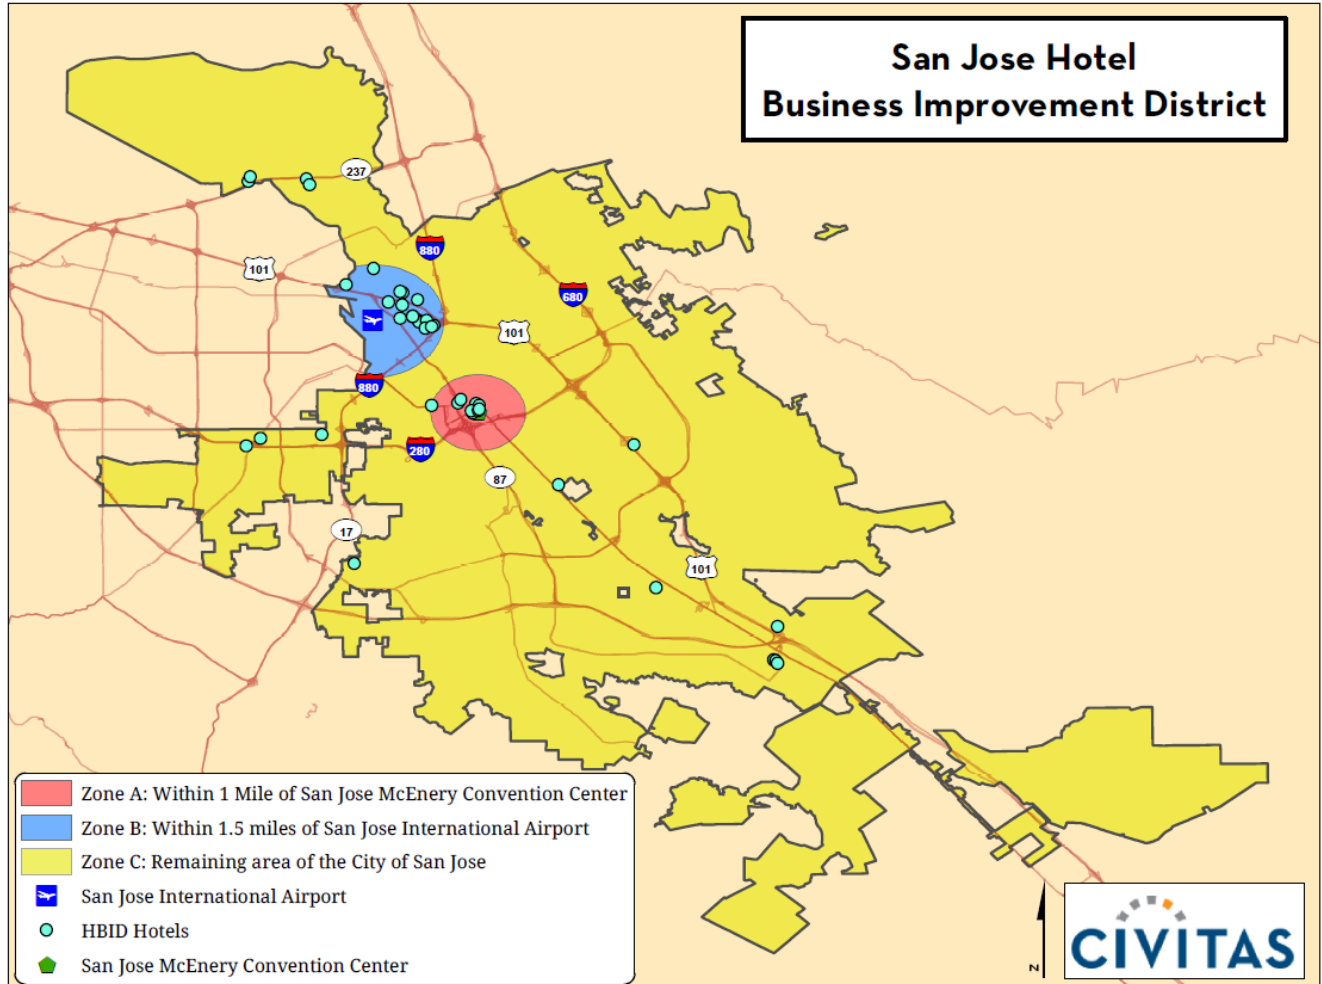 San Jose Hotel
Business Improvement District
237
880
101
680
101
880
280
87
17
101
Zone A: Within 1 Mile of San Jose McEnery Convention Center
Zone B: Within 1.5 miles of San Jose International Airport
Zone C: Remaining area of the City of San Jose
San Jose International Airport
HBID Hotels
San Jose McEnery Convention Center
N
CIVITAS